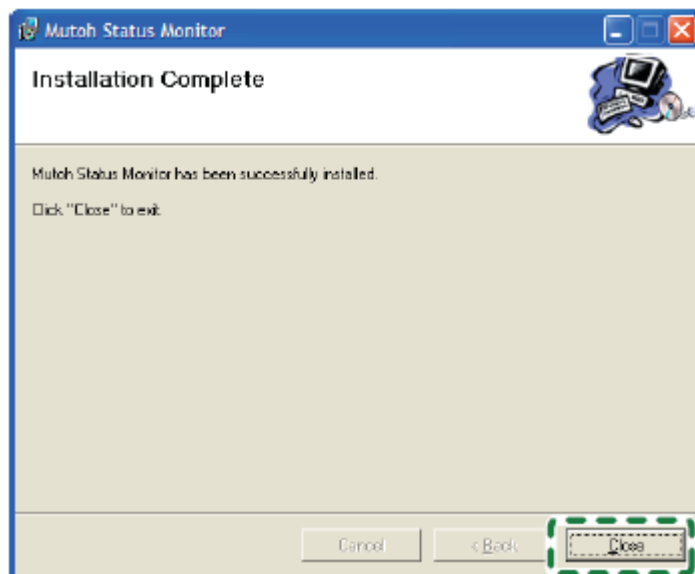 Mutoh Status Monitor
Installation Complete
Mutoh Status Monitor has been successfully installed.
Click "Close" to exit.
Cancel
< Back
Close